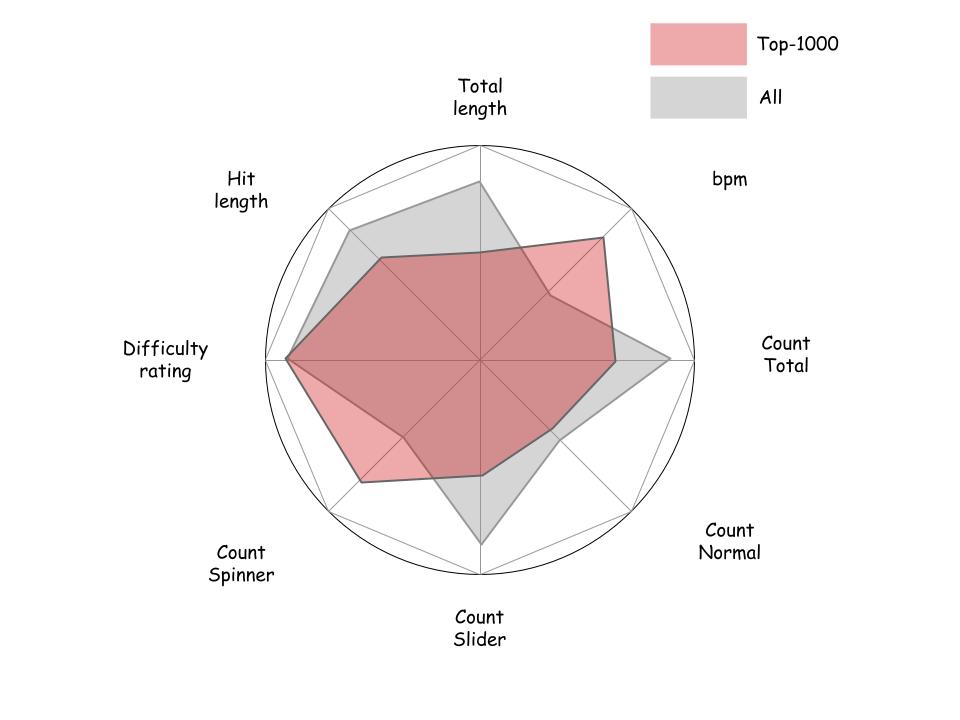 Top-1000
All
Total
length
Hit
length
bpm
Difficulty
rating
Count
Total
Count
Spinner
Count
Normal
Count
Slider